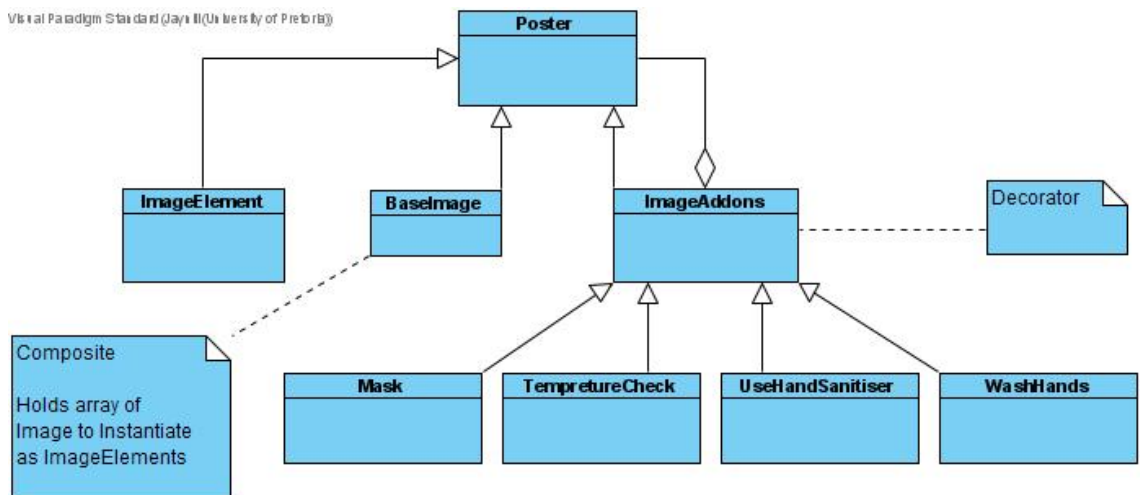 Visual Paradigm Standard (Jaynill(University of Pretoria))
Poster
ImageElement
BaseImage
ImageAddons
Decorator
Composite
Holds array of
Image to Instantiate
as ImageElements
Mask
TempretureCheck
UseHandSanitiser
WashHands